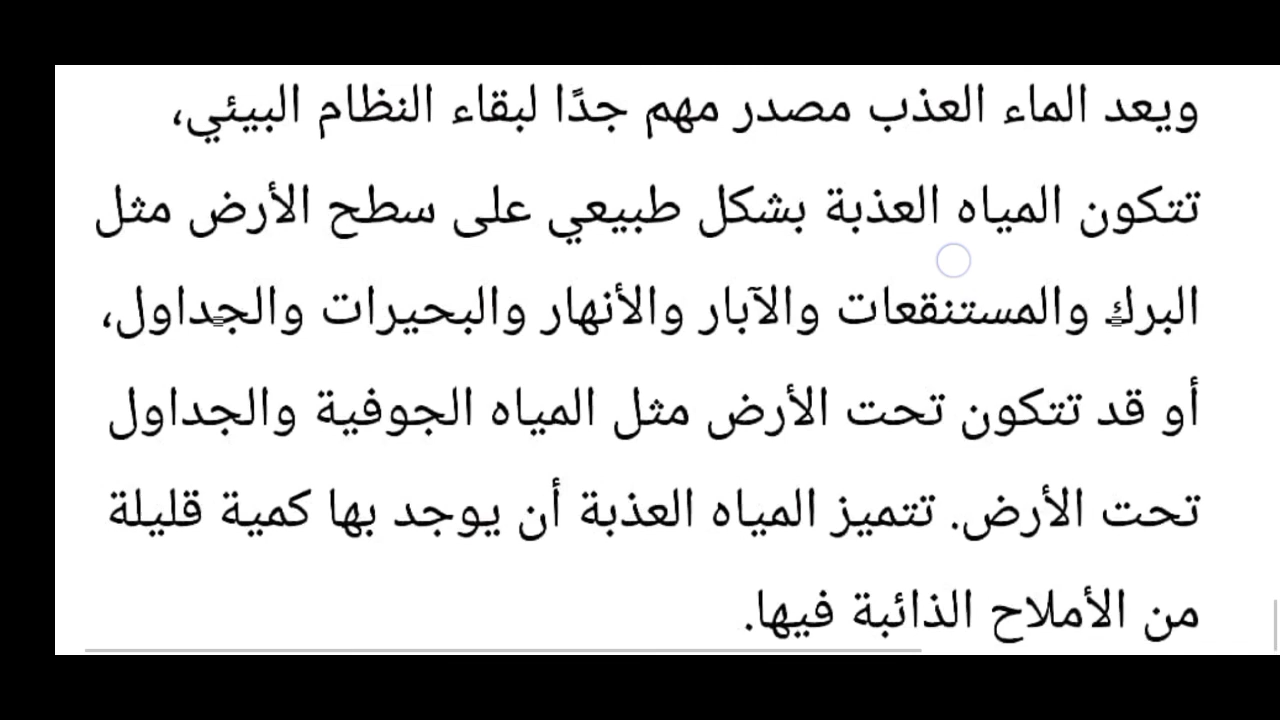 ويعد الماء العذب مصدر مهم جدًا لبقاء النظام البيئي،
تتكون المياه العذبة بشكل طبيعي على سطح الأرض مثل
البرك والمستنقعات والآبار والأنهار والبحيرات والجداول،
أو قد تتكون تحت الأرض مثل المياه الجوفية والجداول
تحت الأرض. تتميز المياه العذبة أن يوجد بها كمية قليلة
من الأملاح الذائبة فيها.